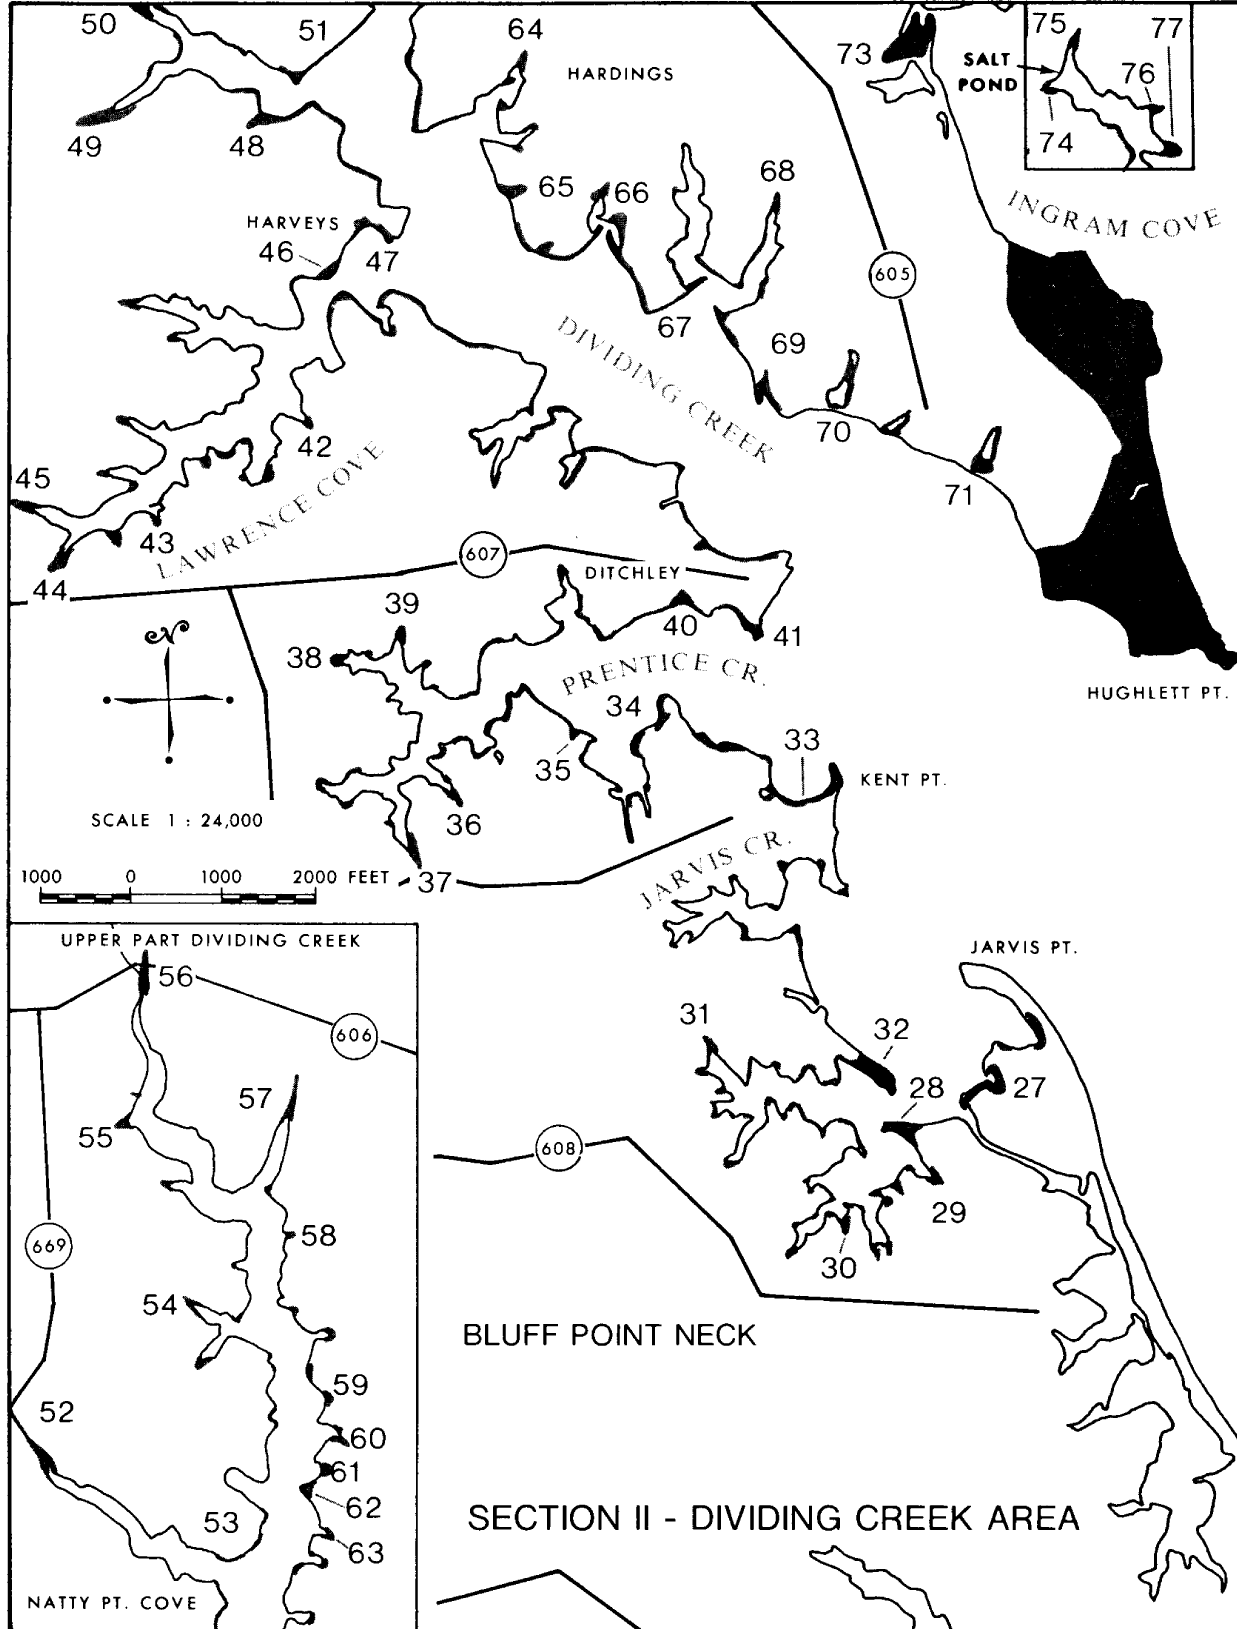 50
51
64
HARDINGS
73
SALT
POND
75
77
76
74
49
48
65
66
68
INGRAM COVE
HARVEYS
46
47
605
67
DIVIDING CREEK
69
70
42
71
45
43
44
LAWRENCE COVE
607
DITCHLEY
39
38
40
41
PRENTICE CR.
HUGHLETT PT.
N
34
35
33
KENT PT.
36
37
SCALE 1 : 24,000
1000 0 1000 2000 FEET
JARVIS CR.
UPPER PART DIVIDING CREEK
56
606
JARVIS PT.
31
32
28
27
57
55
608
29
30
58
669
54
BLUFF POINT NECK
59
52
60
61
62
53
63
SECTION II - DIVIDING CREEK AREA
NATTY PT. COVE